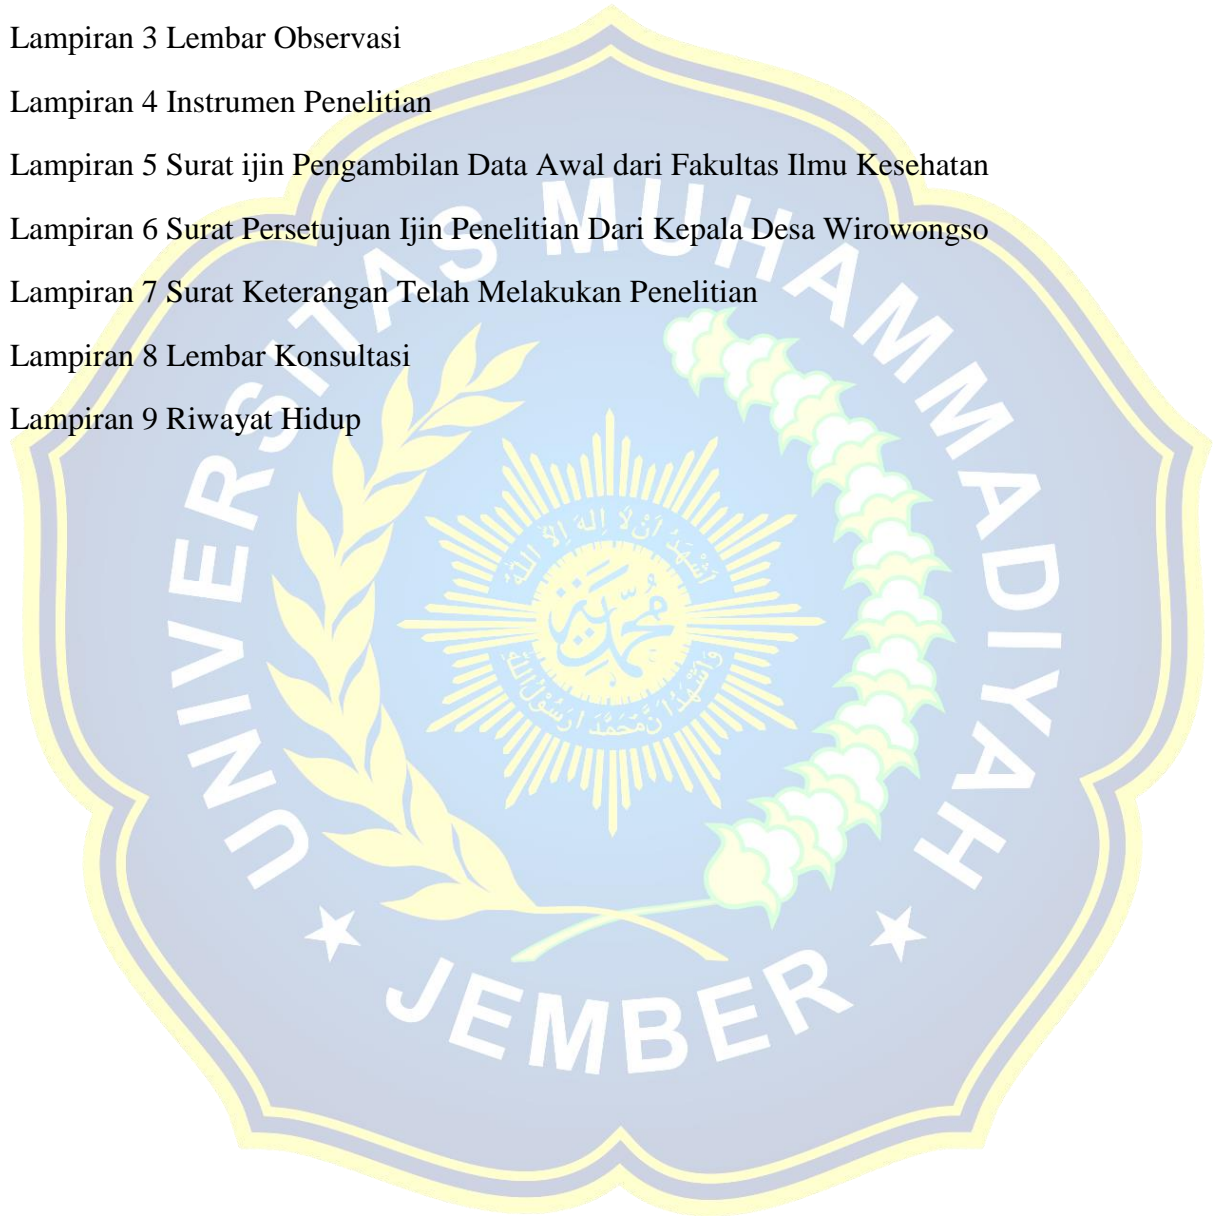 Lampiran 3 Lembar Observasi
Lampiran 4 Instrumen Penelitian
Lampiran 5 Surat ijin Pengambilan Data Awal dari Fakultas Ilmu Kesehatan
Lampiran 6 Surat Persetujuan Ijin Penelitian Dari Kepala Desa Wirowongso
Lampiran 7 Surat Keterangan Telah Melakukan Penelitian
Lampiran 8 Lembar Konsultasi
Lampiran 9 Riwayat Hidup
UNIVERSITAS MUHAMMADIYAH
اَشْهَدُ اَنْ لَا اِلٰهَ اِلَّا اللّٰهُ
مُحَمَّدِيَّة
وَاَشْهَدُ اَنَّ مُحَمَّدًا رَسُوْلُ اللّٰهِ
JEMBER